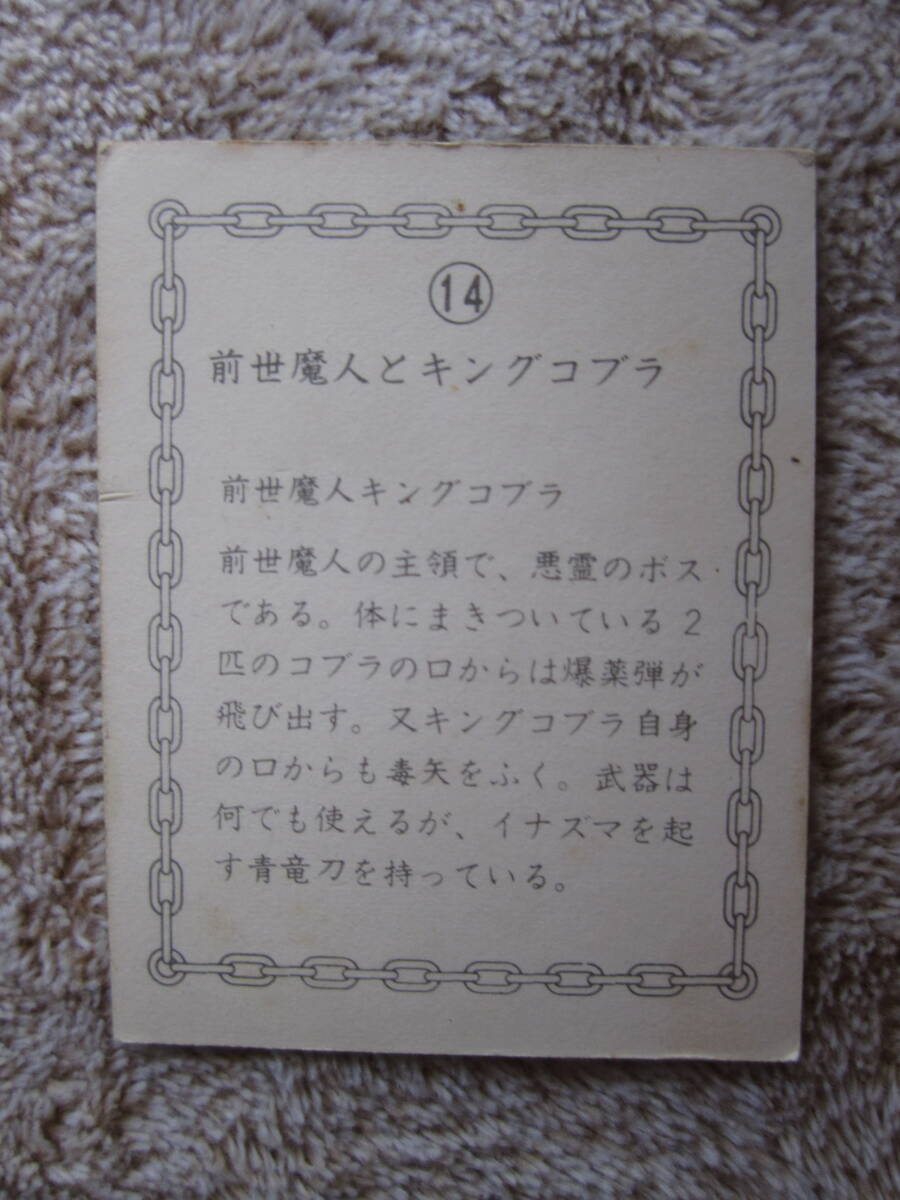 ⑭
前世魔人とキングコブラ
前世魔人キングコブラ
前世魔人の主領で、悪霊のボス
である。体にまきついている2
匹のコブラの口からは爆薬弾が
飛び出す。又キングコブラ自身
の口からも毒矢をふく。武器は
何でも使えるが、イナズマを起
す青竜刀を持っている。